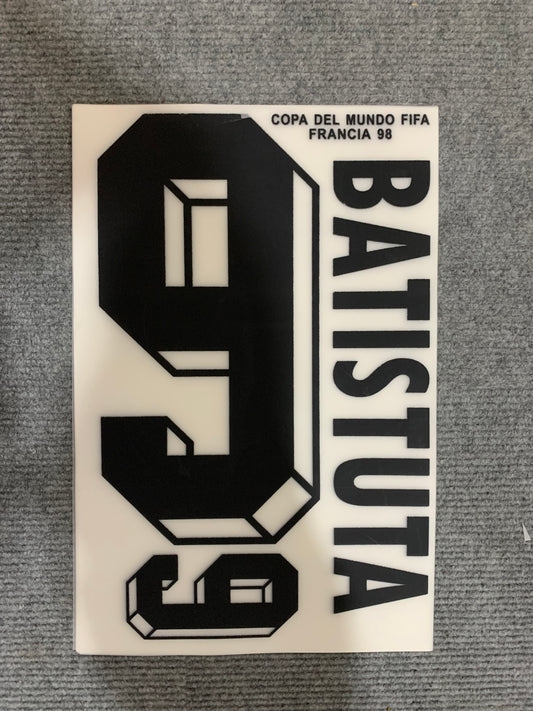 COPA DEL MUNDO FIFA
FRANCIA 98
BATISTUTA
9
9